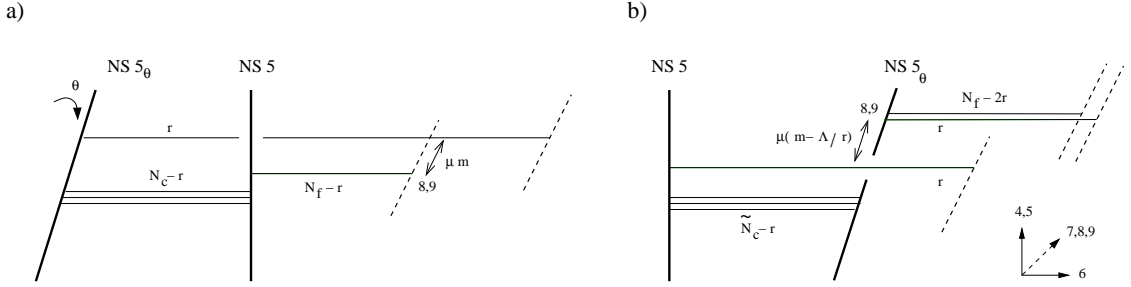 a)
NS 5θ
NS 5
θ
r
Nc − r
Nf − r
μ m
8,9
b)
NS 5
NS 5θ
8,9
Nf − 2r
r
μ( m − Λ / r)
r
Ñc − r
4,5
7,8,9
6